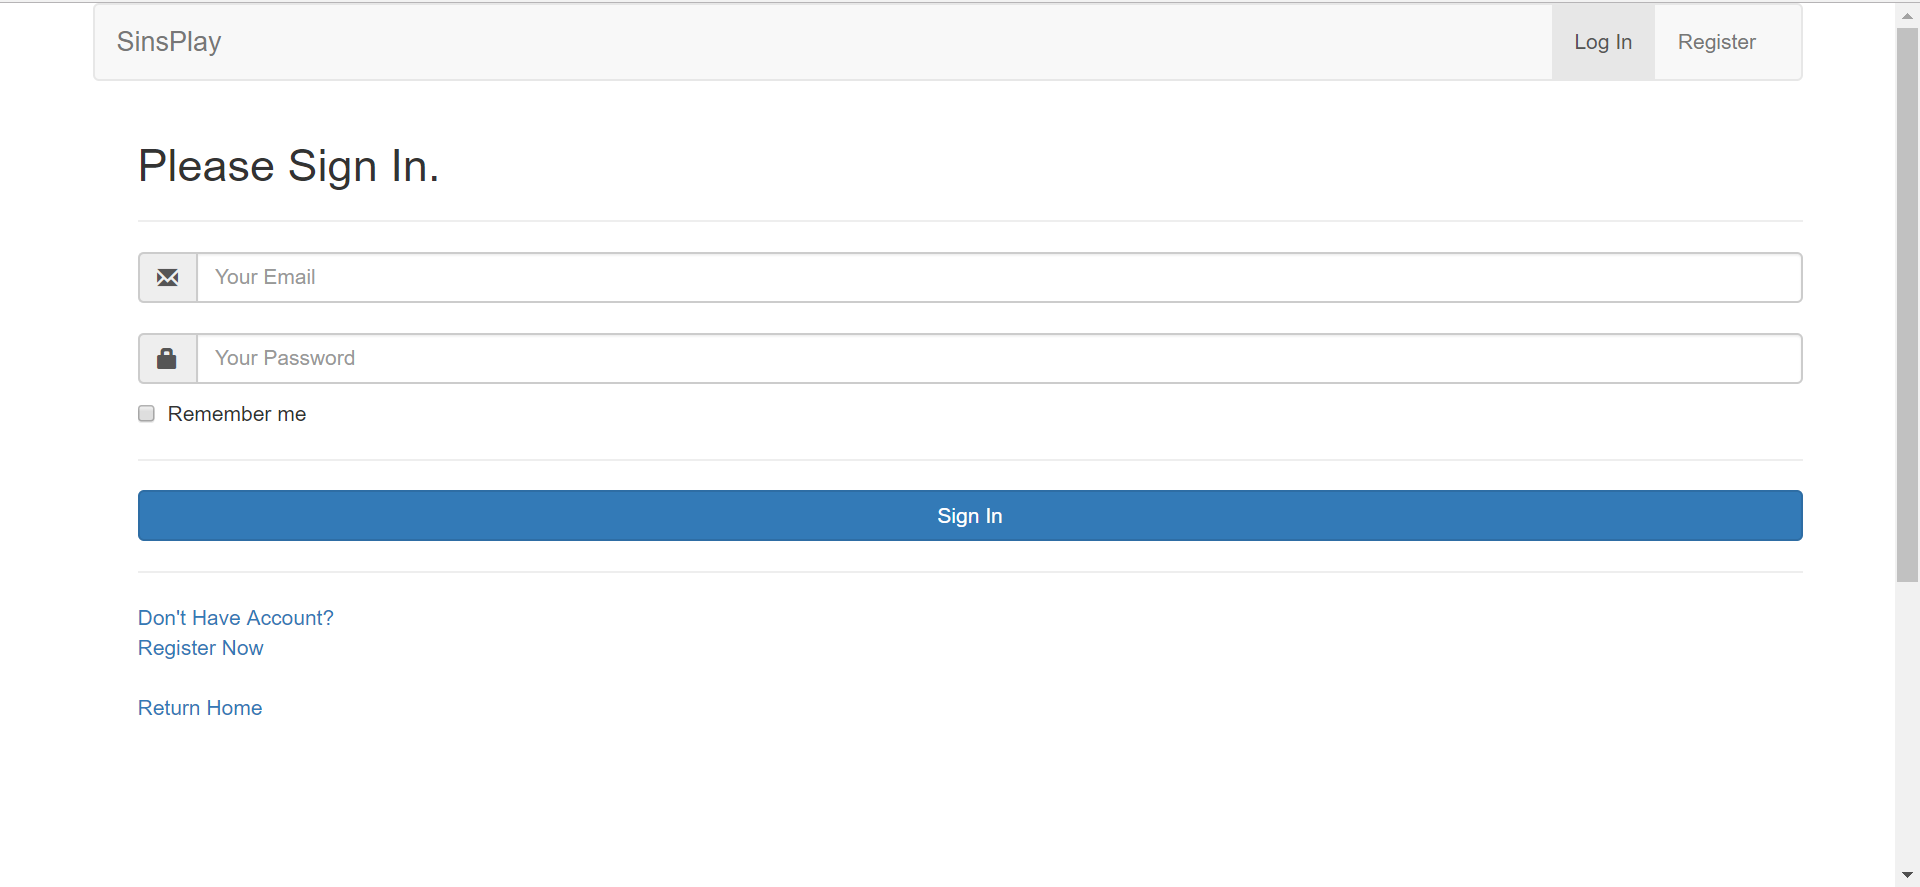 SinsPlay
Log In
Register
Please Sign In.
Your Email
Your Password
Remember me
Sign In
Don't Have Account?
Register Now
Return Home